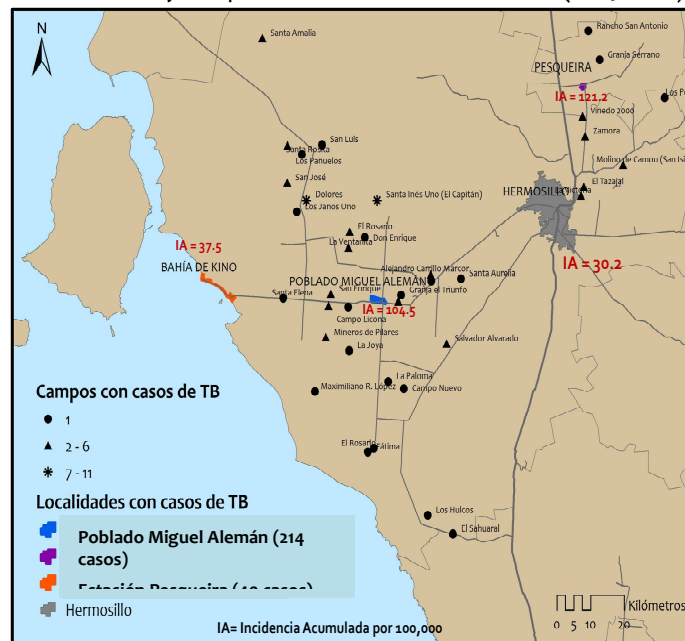 N
Santa Amalia
Rancho San Antonio
Granja Serrano
PESQUEIRA
IA = 121.2
Vinedo 2000
Zamora
San Luis
Santa Rosita
Los Panuelos
San José
Dolores
Los Janos Uno
Santa Inés Uno (El Capitán)
El Tazajal
HERMOSILLO
IA = 30.2
El Rosario
Don Enrique
La Ventanita
IA = 37.5
BAHÍA DE KINO
Alejandro Carrillo Marcor
Santa Aurelia
POBLADO MIGUEL ALEMÁN
Granja el Triunfo
Santa Elena
San Enrique
IA = 104.5
Campo Licona
Mineros de Pilares
La Joya
Salvador Alvarado
La Paloma
Maximiliano R. López
Campo Nuevo
El Rosario
Fátima
Los Hulcos
El Sahuaral
Campos con casos de TB
1
2 - 6
7 - 11
Localidades con casos de TB
Poblado Miguel Alemán (214
casos)
Hermosillo
Kilómetros
0 5 10 20
IA= Incidencia Acumulada por 100,000